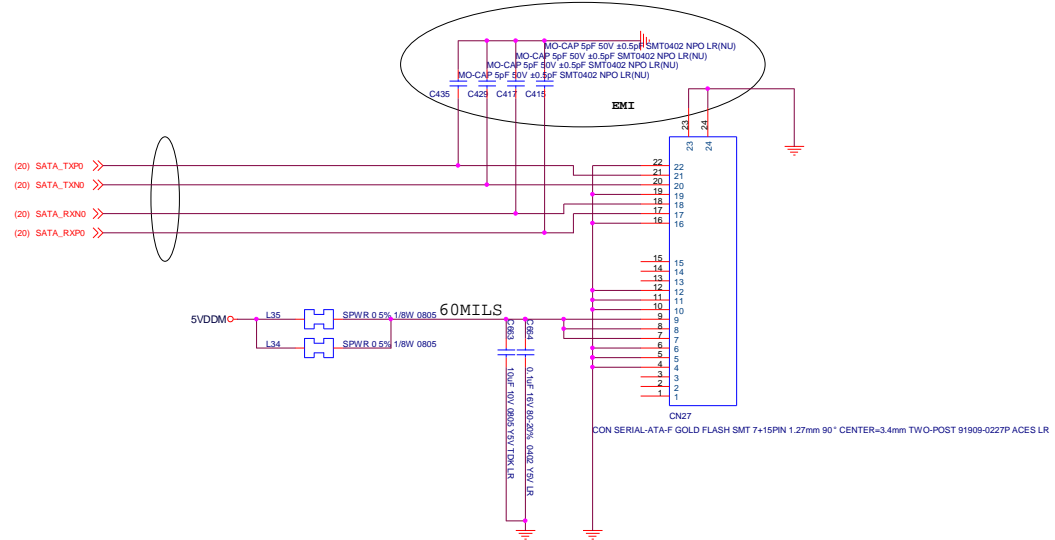 MO-CAP 5pF 50V ±0.5pF SMT0402 NPO LR(NU)
MO-CAP 5pF 50V ±0.5pF SMT0402 NPO LR(NU)
MO-CAP 5pF 50V ±0.5pF SMT0402 NPO LR(NU)
MO-CAP 5pF 50V ±0.5pF SMT0402 NPO LR(NU)
C435
C429
C417
C415
EMI
23
24
23
24
(20) SATA_TXP0
(20) SATA_TXN0
(20) SATA_RXN0
(20) SATA_RXP0
22 22
21 21
20 20
19 19
18 18
17 17
16 16
15 15
14 14
13 13
12 12
11 11
10 10
9 9
8 8
7 7
6 6
5 5
4 4
3 3
2 2
1 1
5VDDM
L35
SPWR 0 5% 1/8W 0805
L34
SPWR 0 5% 1/8W 0805
60MILS
C663
C664
10uF 10V 0805 Y5V TDK LR
0.1uF 16V 80-20% 0402 Y5V LR
CN27
CON SERIAL-ATA-F GOLD FLASH SMT 7+15PIN 1.27mm 90° CENTER=3.4mm TWO-POST 91909-0227P ACES LR